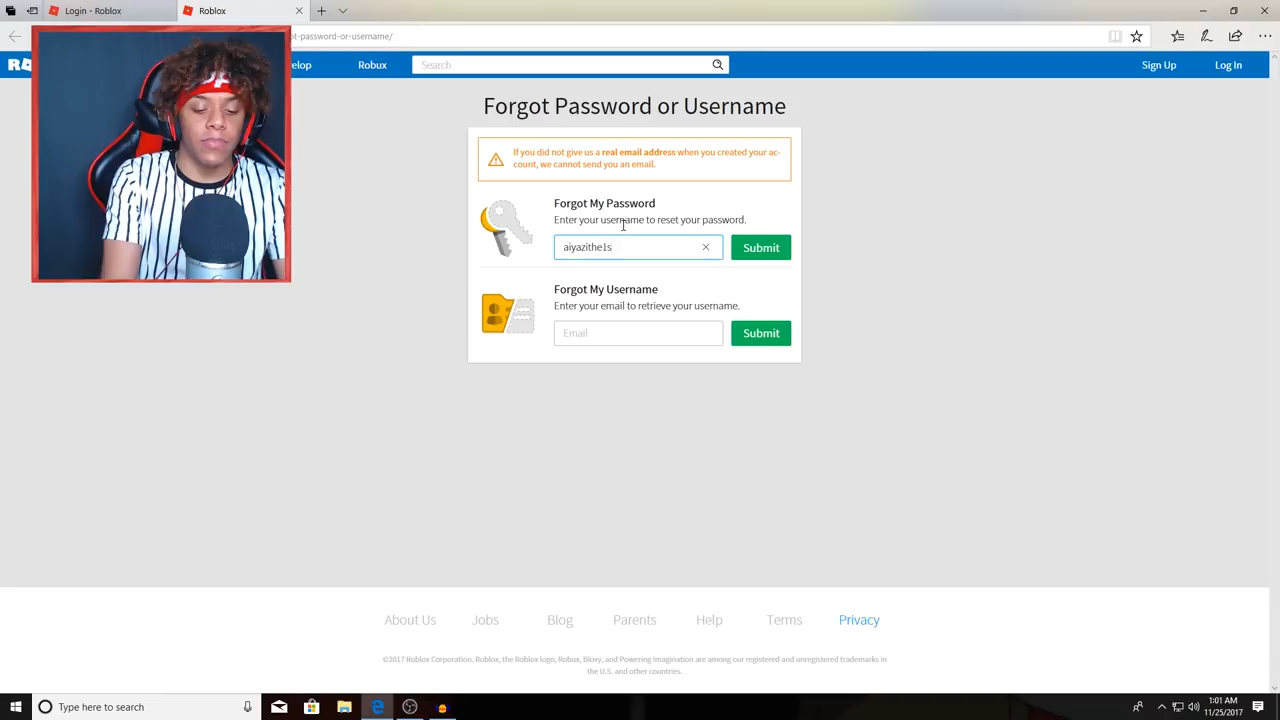 Login - Roblox
Roblox
t-password-or-username/
elop
Robux
Search
Sign Up
Log In
Forgot Password or Username
If you did not give us a real email address when you created your ac-
count, we cannot send you an email.
Forgot My Password
Enter your username to reset your password.
aiyazithe1s
Submit
Forgot My Username
Enter your email to retrieve your username.
Email
Submit
About Us
Jobs
Blog
Parents
Help
Terms
Privacy
©2017 Roblox Corporation. Roblox, the Roblox logo, Robux, Bloxy, and Powering Imagination are among our registered and unregistered trademarks in
the U.S. and other countries.
Type here to search
1:01 AM
11/25/2017